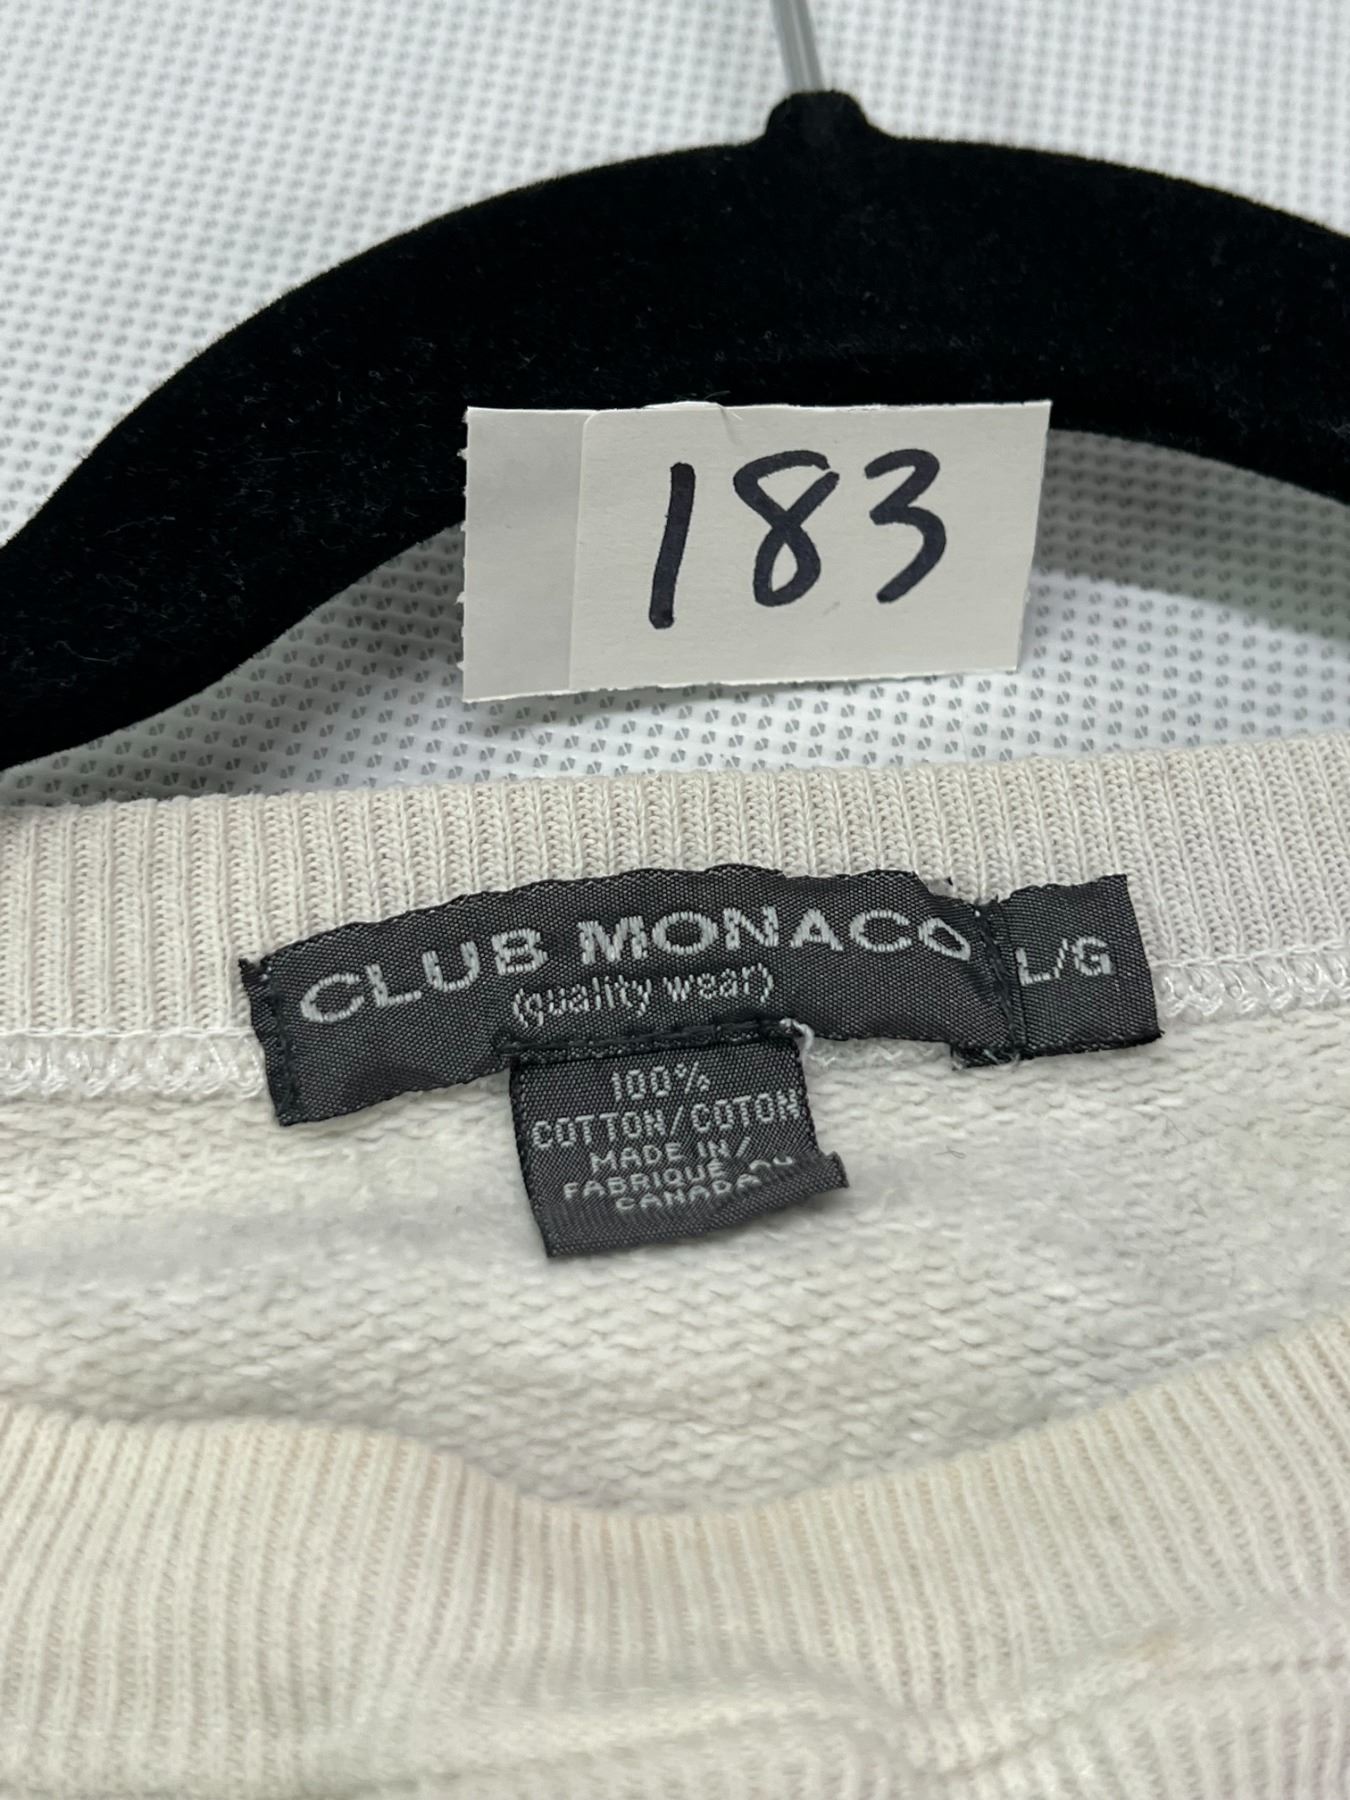 183
CLUB MONACO
(quality wear)
L/G
100%
COTTON/COTON
MADE IN/
FABRIQUÉ AU
CANADA